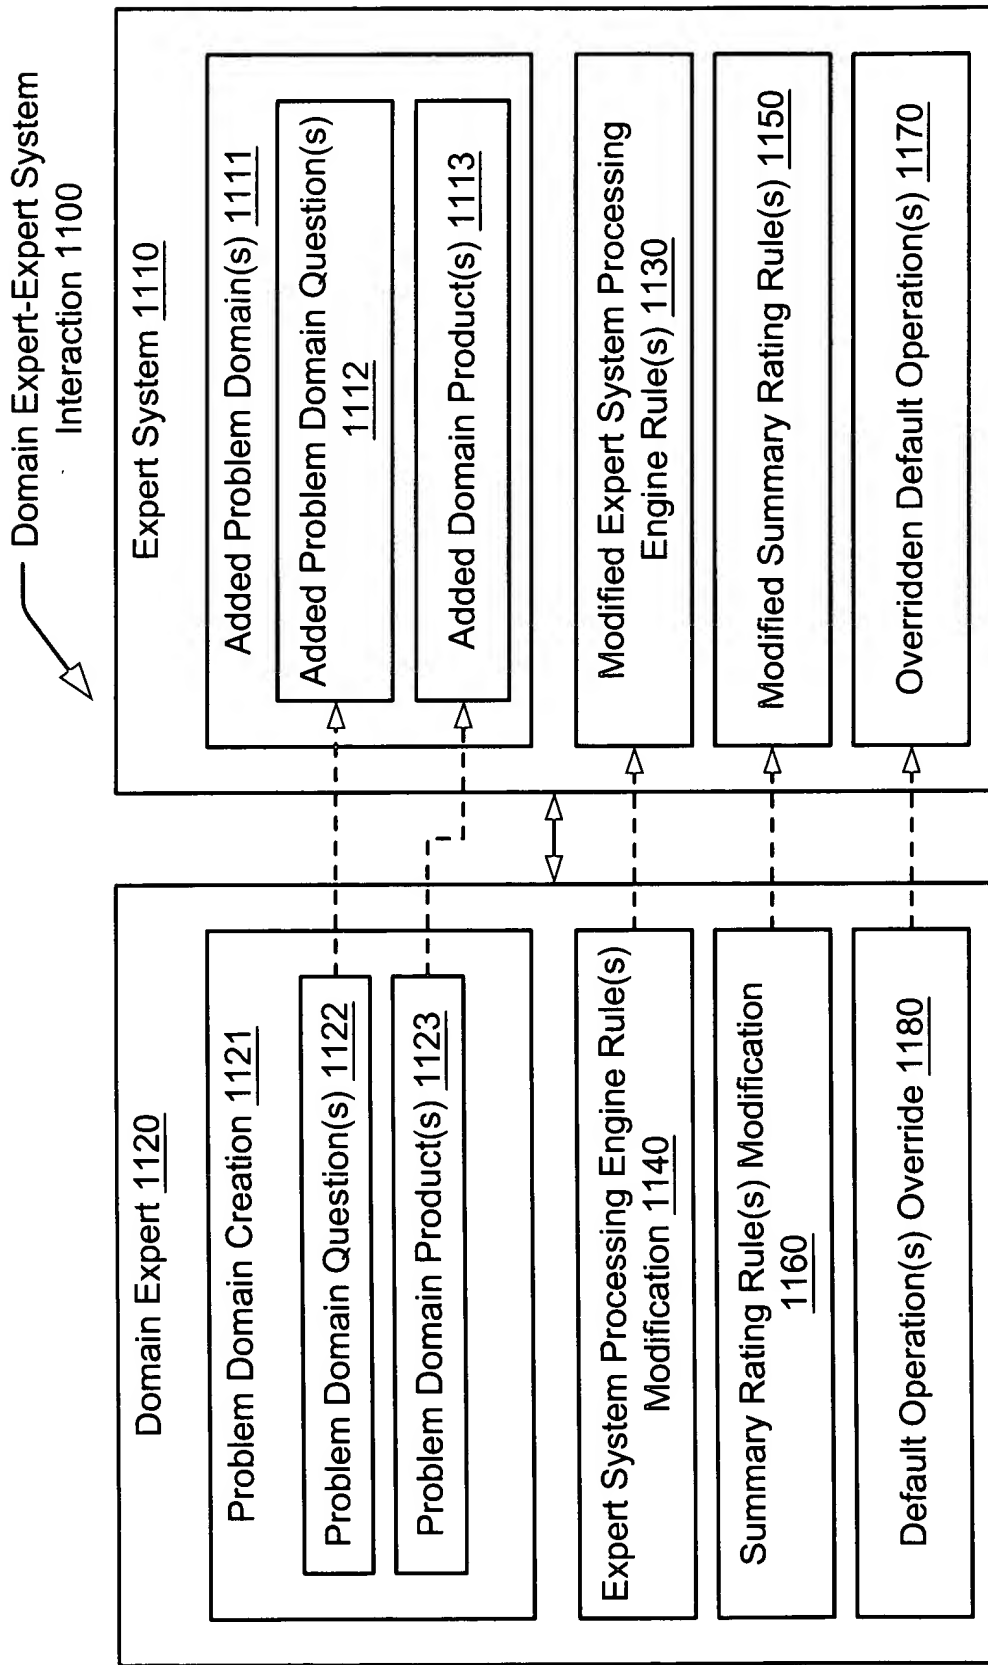 Domain Expert-Expert System
Interaction 1100
Domain Expert 1120
Problem Domain Creation 1121
Problem Domain Question(s) 1122
Problem Domain Product(s) 1123
Expert System Processing Engine Rule(s)
Modification 1140
Summary Rating Rule(s) Modification
1160
Default Operation(s) Override 1180
Expert System 1110
Added Problem Domain(s) 1111
Added Problem Domain Question(s)
1112
Added Domain Product(s) 1113
Modified Expert System Processing
Engine Rule(s) 1130
Modified Summary Rating Rule(s) 1150
Overridden Default Operation(s) 1170